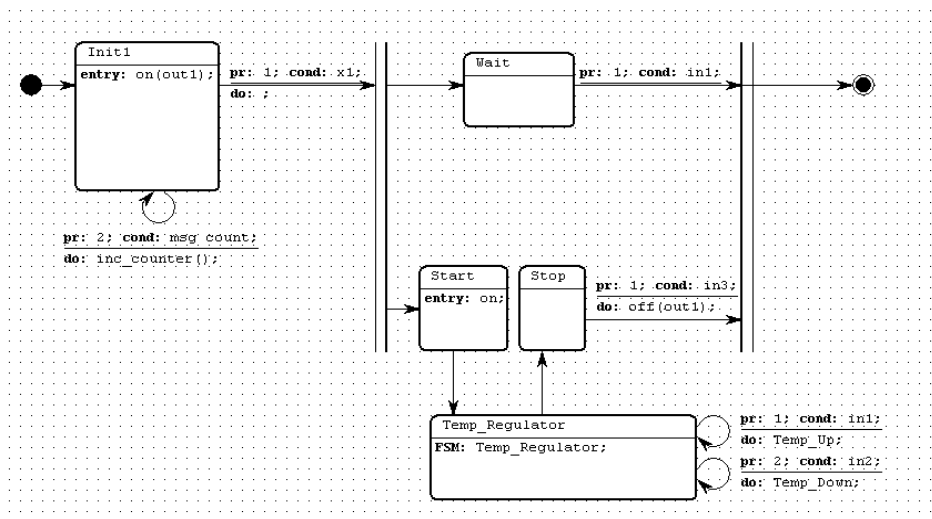 Init1
entry: on(out1);
pr: 1; cond: x1;
do: ;
pr: 2; cond: msg_count;
do: inc_counter();
Wait
pr: 1; cond: in1;
Start
entry: on;
Stop
pr: 1; cond: in3;
do: off(out1);
Temp_Regulator
FSM: Temp_Regulator;
pr: 1; cond: in1;
do: Temp_Up;
pr: 2; cond: in2;
do: Temp_Down;